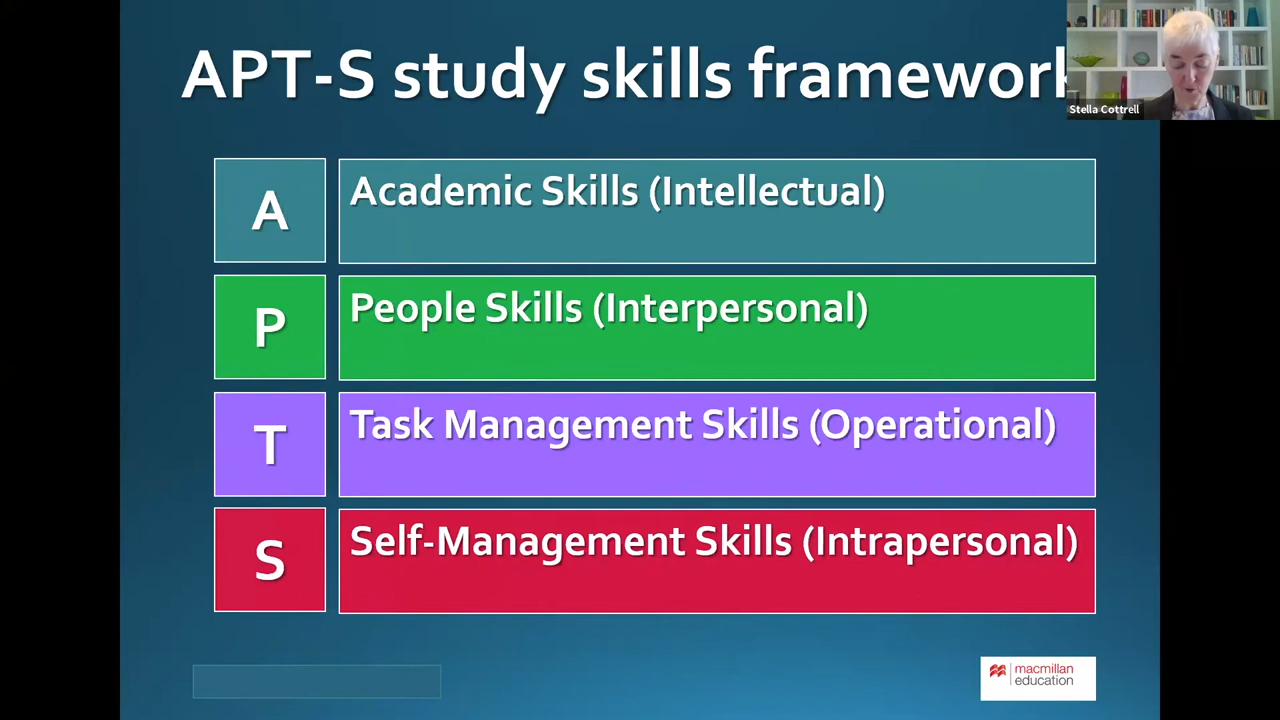 APT-S study skills framework
Stella Cottrell
A
Academic Skills (Intellectual)
P
People Skills (Interpersonal)
T
Task Management Skills (Operational)
S
Self-Management Skills (Intrapersonal)
macmillan
education